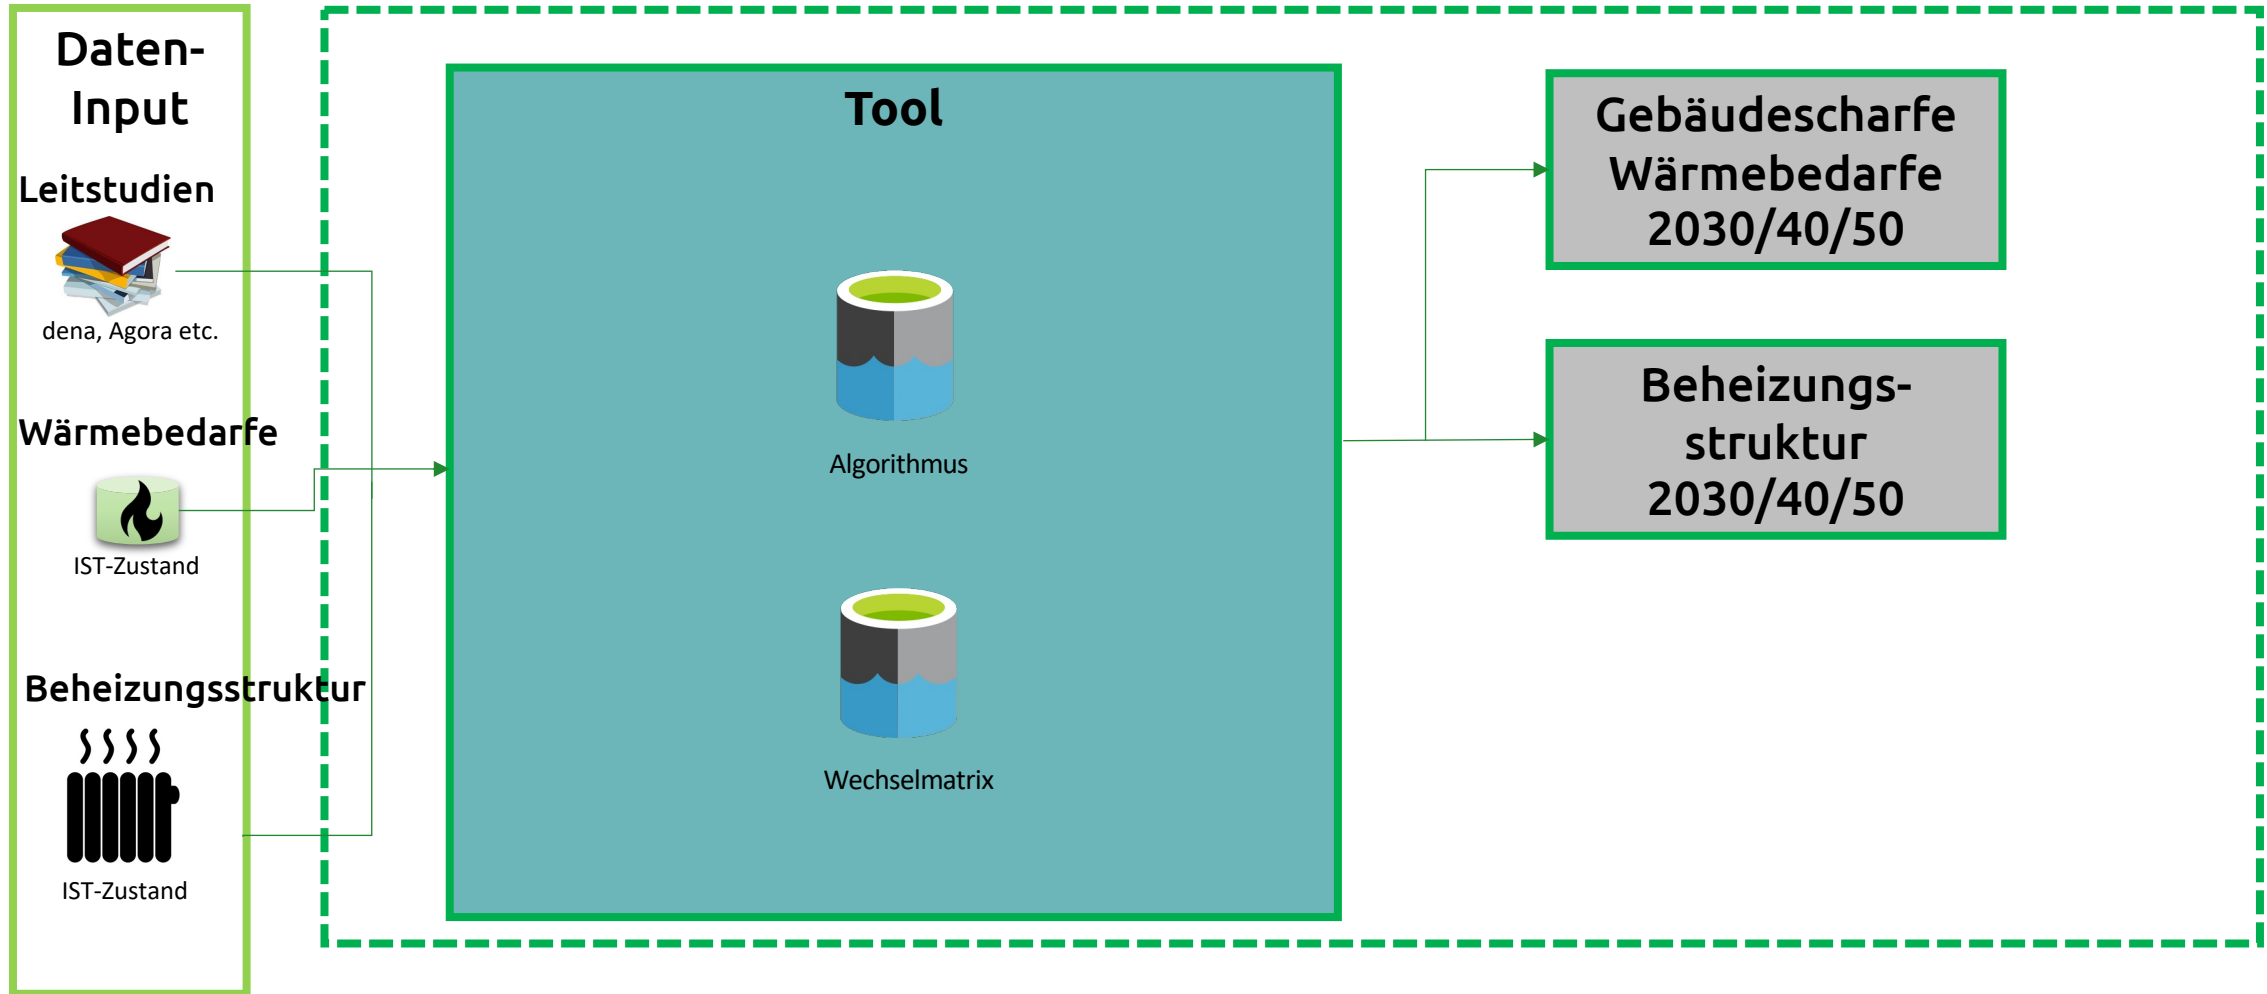 Daten-
Input
Leitstudien
dena, Agora etc.
Wärmebedarfe
IST-Zustand
Beheizungsstruktur
IST-Zustand
Tool
Algorithmus
Wechselmatrix
Gebäudescharfe
Wärmebedarfe
2030/40/50
Beheizungs-
struktur
2030/40/50